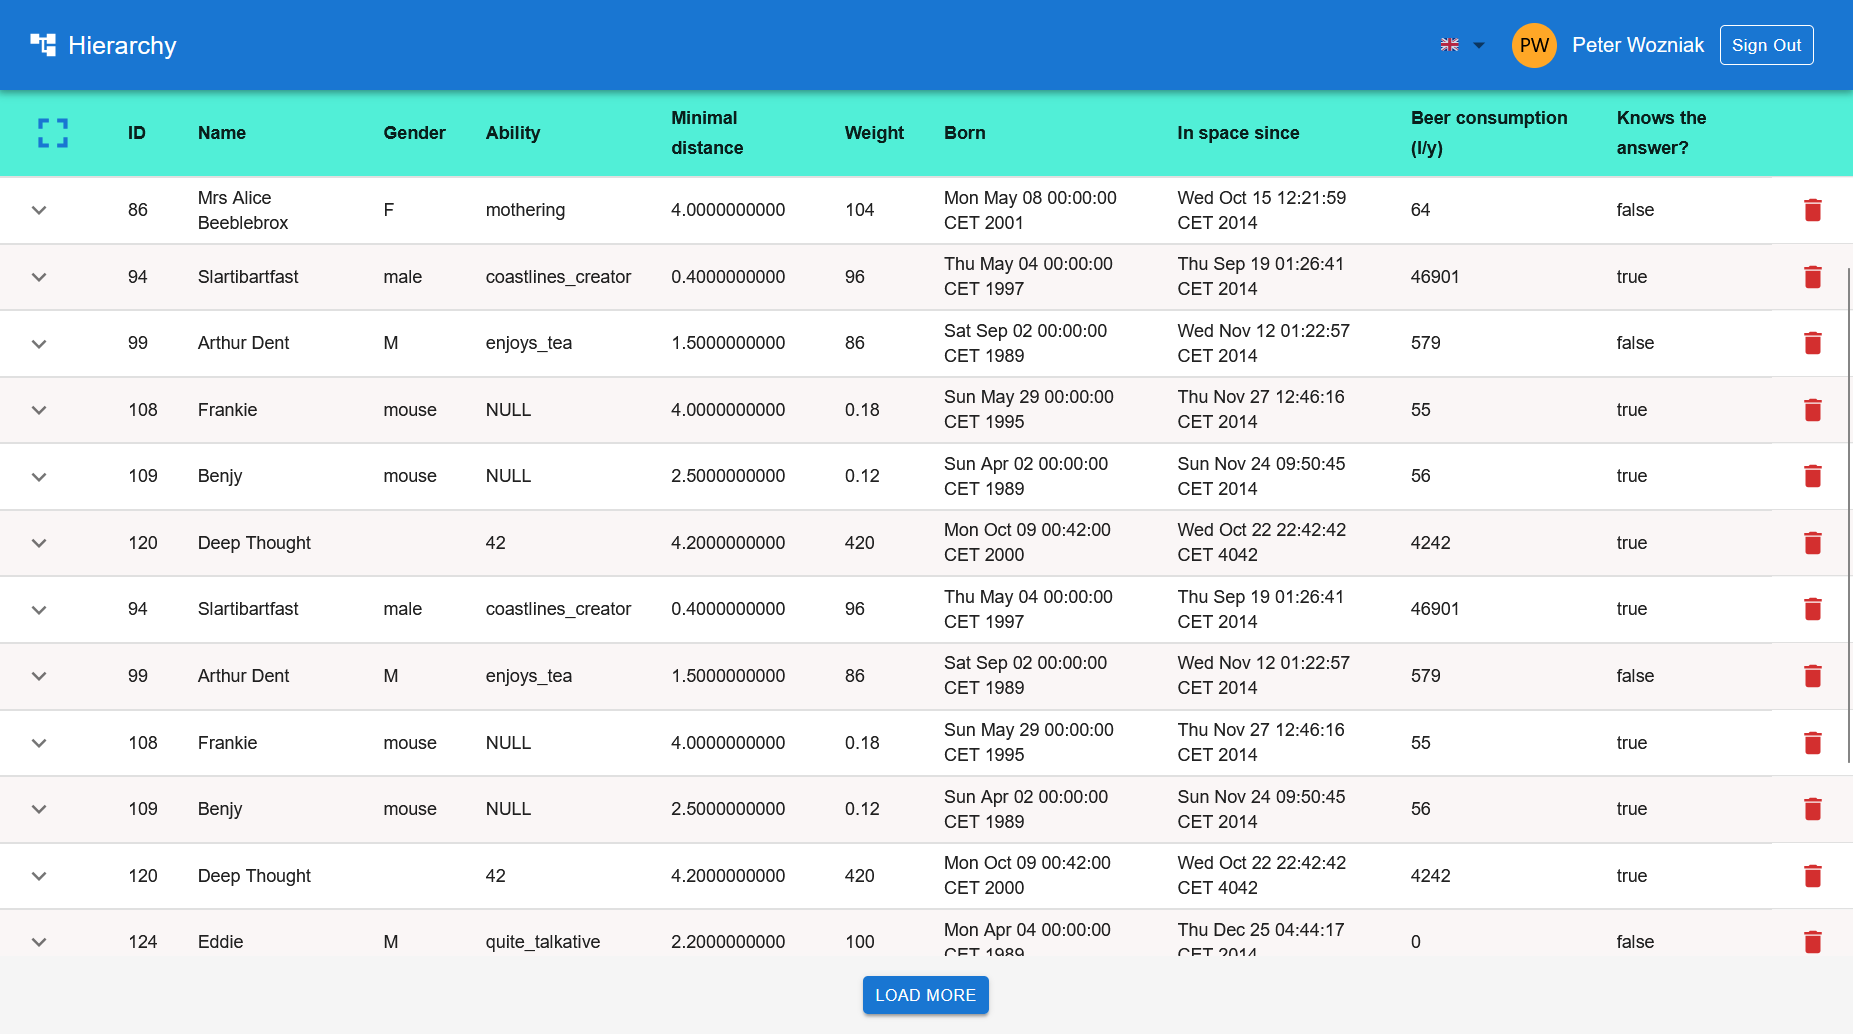 Hierarchy
PW Peter Wozniak Sign Out
ID Name Gender Ability Minimal distance Weight Born In space since Beer consumption (l/y) Knows the answer?
86 Mrs Alice Beeblebrox F mothering 4.0000000000 104 Mon May 08 00:00:00 CET 2001 Wed Oct 15 12:21:59 CET 2014 64 false
94 Slartibartfast male coastlines_creator 0.4000000000 96 Thu May 04 00:00:00 CET 1997 Thu Sep 19 01:26:41 CET 2014 46901 true
99 Arthur Dent M enjoys_tea 1.5000000000 86 Sat Sep 02 00:00:00 CET 1989 Wed Nov 12 01:22:57 CET 2014 579 false
108 Frankie mouse NULL 4.0000000000 0.18 Sun May 29 00:00:00 CET 1995 Thu Nov 27 12:46:16 CET 2014 55 true
109 Benjy mouse NULL 2.5000000000 0.12 Sun Apr 02 00:00:00 CET 1989 Sun Nov 24 09:50:45 CET 2014 56 true
120 Deep Thought 42 4.2000000000 420 Mon Oct 09 00:42:00 CET 2000 Wed Oct 22 22:42:42 CET 4042 4242 true
94 Slartibartfast male coastlines_creator 0.4000000000 96 Thu May 04 00:00:00 CET 1997 Thu Sep 19 01:26:41 CET 2014 46901 true
99 Arthur Dent M enjoys_tea 1.5000000000 86 Sat Sep 02 00:00:00 CET 1989 Wed Nov 12 01:22:57 CET 2014 579 false
108 Frankie mouse NULL 4.0000000000 0.18 Sun May 29 00:00:00 CET 1995 Thu Nov 27 12:46:16 CET 2014 55 true
109 Benjy mouse NULL 2.5000000000 0.12 Sun Apr 02 00:00:00 CET 1989 Sun Nov 24 09:50:45 CET 2014 56 true
120 Deep Thought 42 4.2000000000 420 Mon Oct 09 00:42:00 CET 2000 Wed Oct 22 22:42:42 CET 4042 4242 true
124 Eddie M quite_talkative 2.2000000000 100 Mon Apr 04 00:00:00 CET 1989 Thu Dec 25 04:44:17 CET 2014 0 false
LOAD MORE